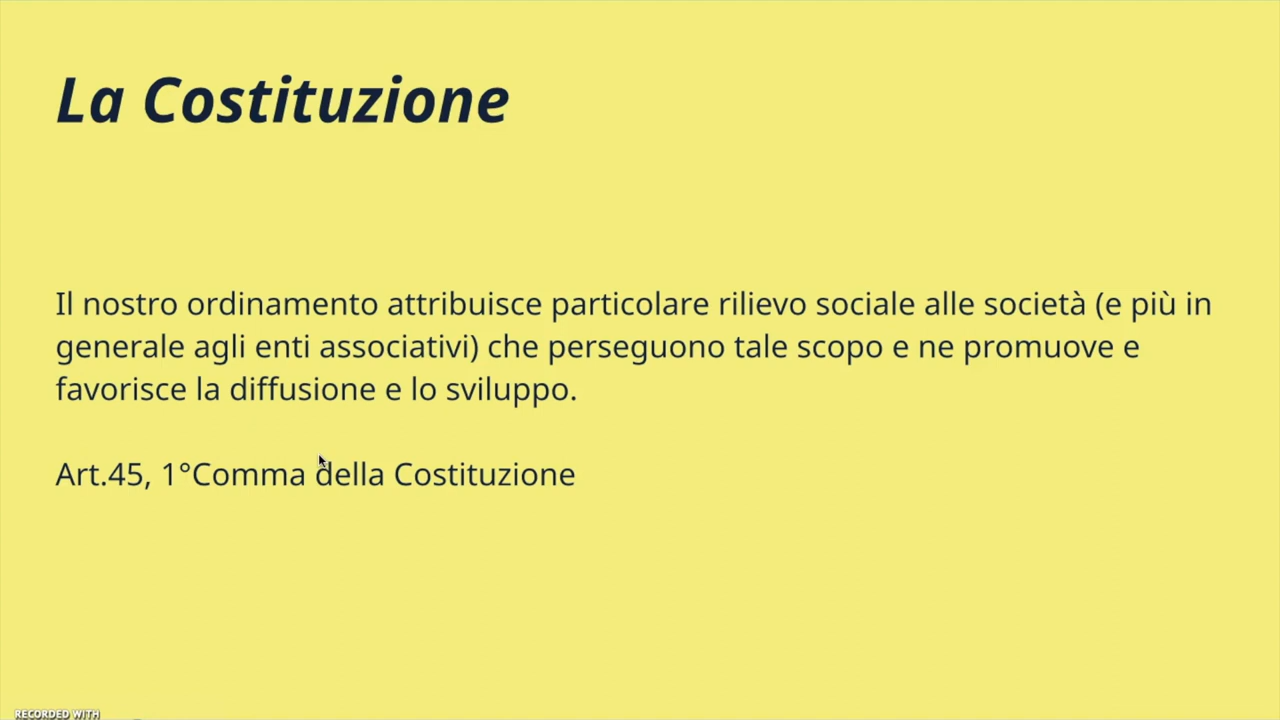 La Costituzione
Il nostro ordinamento attribuisce particolare rilievo sociale alle società (e più in
generale agli enti associativi) che perseguono tale scopo e ne promuove e
favorisce la diffusione e lo sviluppo.
Art.45, 1°Comma della Costituzione
RECORDED WITH